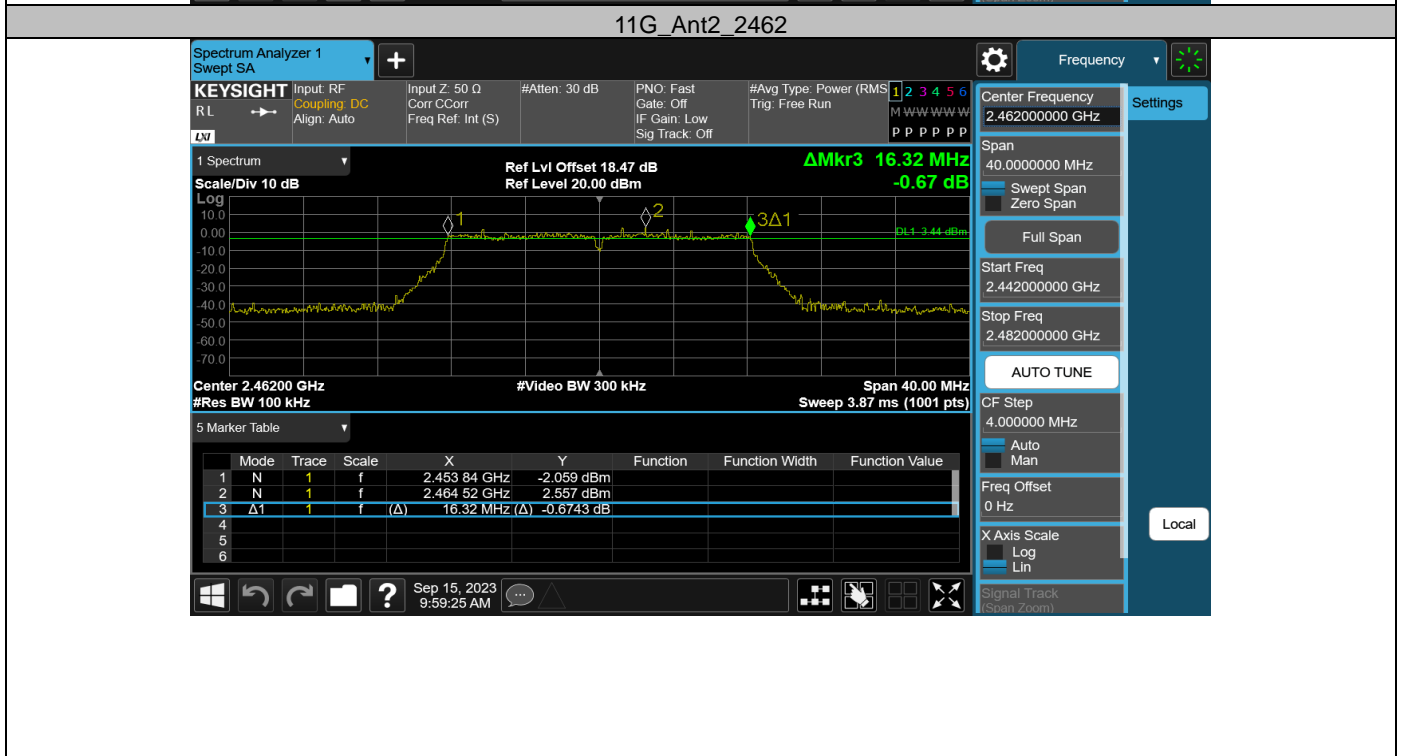 11G_Ant2_2462
Spectrum Analyzer 1
Swept SA
+
Frequency
KEYSIGHT
RL
LXI
Input: RF
Coupling: DC
Align: Auto
Input Z: 50 Ω
Corr CCorr
Freq Ref: Int (S)
#Atten: 30 dB
PNO: Fast
Gate: Off
IF Gain: Low
Sig Track: Off
#Avg Type: Power (RMS
Trig: Free Run
1 2 3 4 5 6
M W W W W W
P P P P P P
1 Spectrum
Scale/Div 10 dB
Ref Lvl Offset 18.47 dB
Ref Level 20.00 dBm
ΔMkr3 16.32 MHz
-0.67 dB
Log
10.0
0.00
-10.0
-20.0
-30.0
-40.0
-50.0
-60.0
-70.0
1
2
3Δ1
DL1 -3.44 dBm
Center 2.46200 GHz
#Res BW 100 kHz
#Video BW 300 kHz
Span 40.00 MHz
Sweep 3.87 ms (1001 pts)
5 Marker Table
Mode Trace Scale X Y Function Function Width Function Value
1 N 1 f 2.453 84 GHz -2.059 dBm
2 N 1 f 2.464 52 GHz 2.557 dBm
3 Δ1 1 f (Δ) 16.32 MHz (Δ) -0.6743 dB
4
5
6
?
Sep 15, 2023
9:59:25 AM
Center Frequency
2.462000000 GHz
Span
40.0000000 MHz
Swept Span
Zero Span
Full Span
Start Freq
2.442000000 GHz
Stop Freq
2.482000000 GHz
AUTO TUNE
CF Step
4.000000 MHz
Auto
Man
Freq Offset
0 Hz
X Axis Scale
Log
Lin
Signal Track
(Span Zoom)
Settings
Local